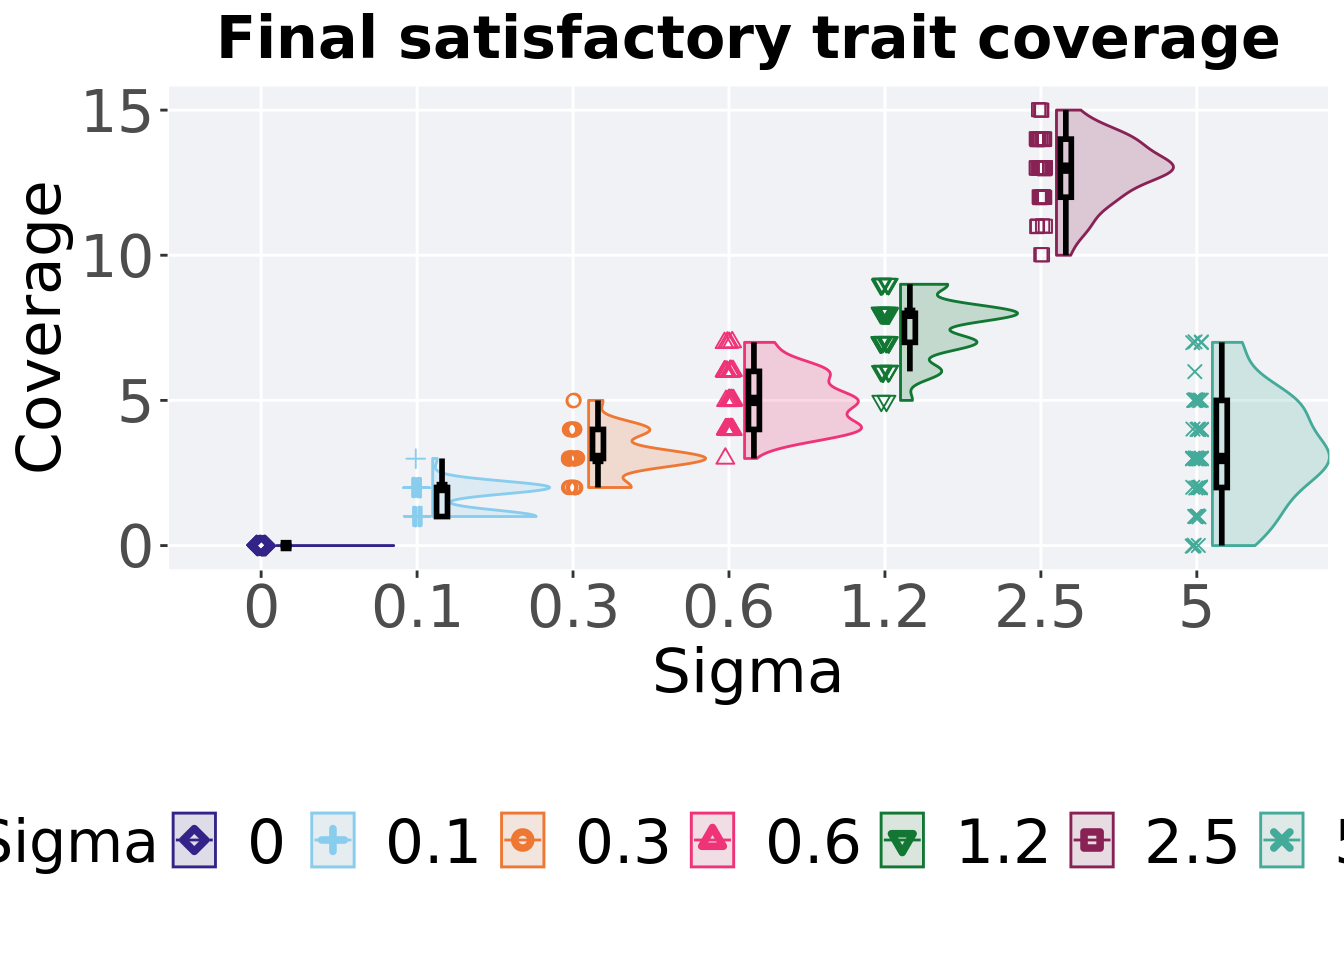 Final satisfactory trait coverage
Coverage
15
10
5
0
0 0.1 0.3 0.6 1.2 2.5 5
Sigma
Sigma 0 0.1 0.3 0.6 1.2 2.5 5